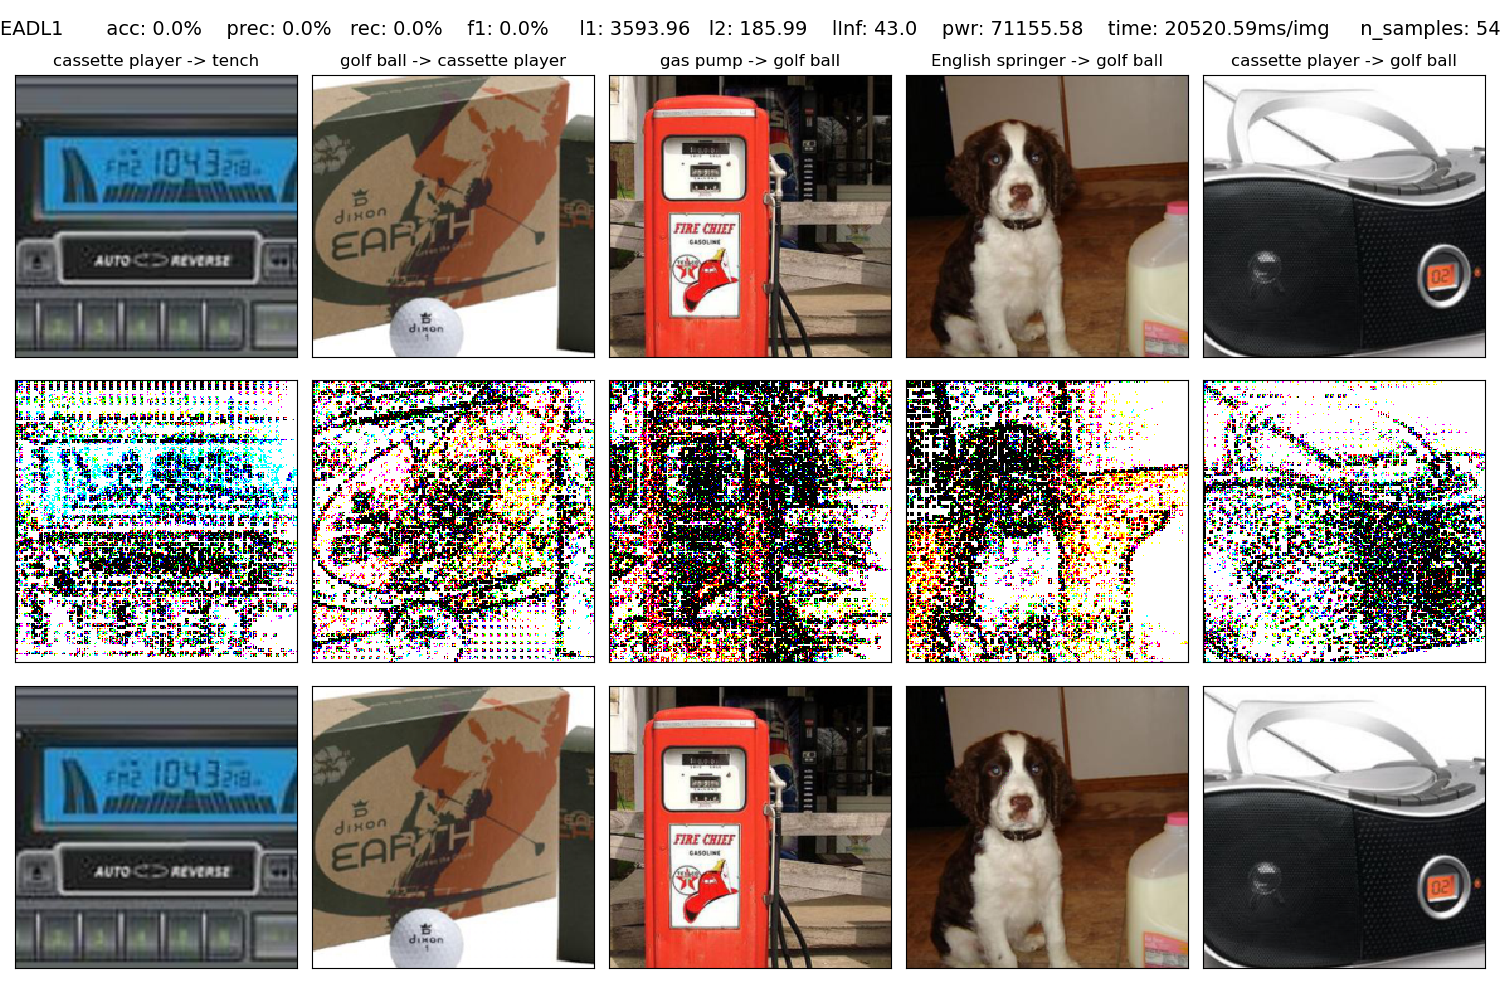 EADL1 acc: 0.0% prec: 0.0% rec: 0.0% f1: 0.0% l1: 3593.96 l2: 185.99 lInf: 43.0 pwr: 71155.58 time: 20520.59ms/img n_samples: 54
cassette player -> tench golf ball -> cassette player gas pump -> golf ball English springer -> golf ball cassette player -> golf ball
FM2 1043
AUTO REVERSE
dixon
EARTH
dixon
1
FIRE CHIEF
GASOLINE
02
FM2 1043
AUTO REVERSE
dixon
EARTH
dixon
1
FIRE CHIEF
GASOLINE
02